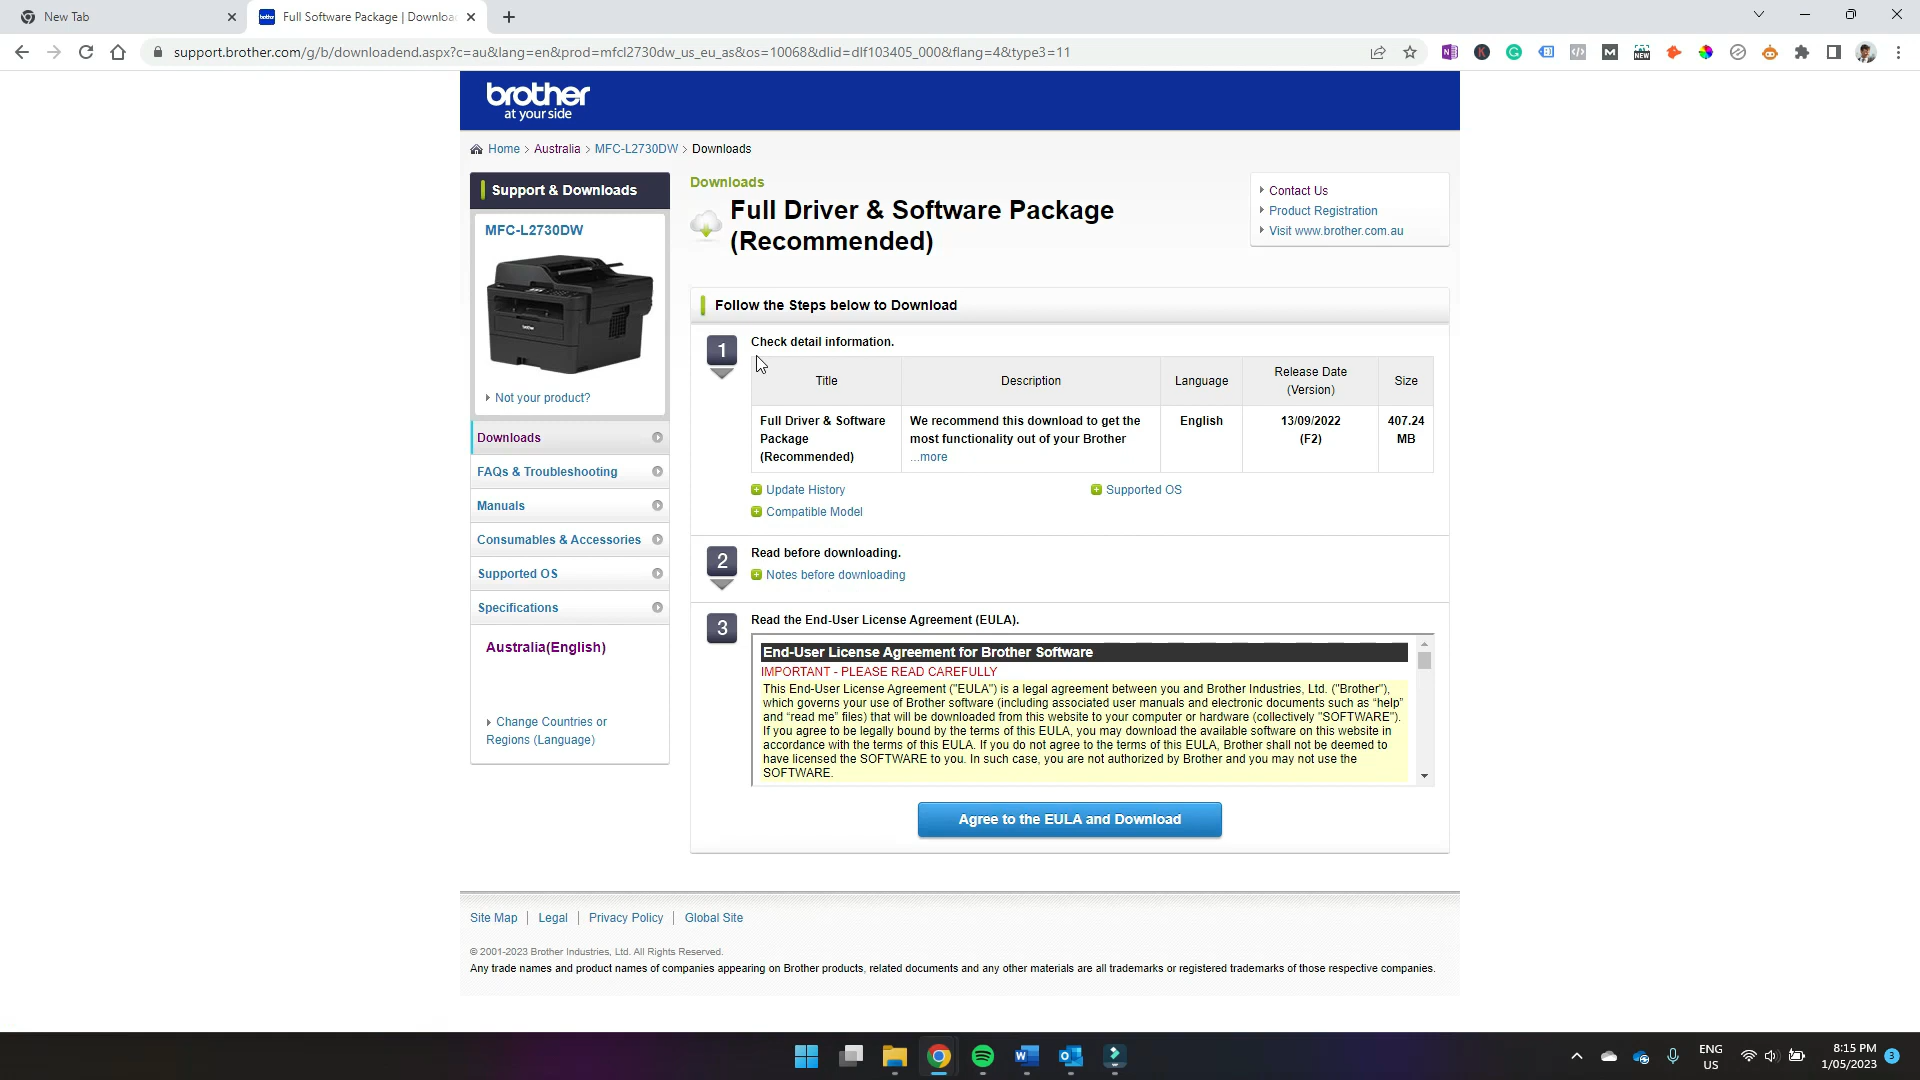 New Tab
Full Software Package | Downloa
support.brother.com/g/b/downloadend.aspx?c=au&lang=en&prod=mfcl2730dw_us_eu_as&os=10068&dlid=dlf103405_000&flang=4&type3=11
brother
at your side
Home > Australia > MFC-L2730DW > Downloads
Support & Downloads
MFC-L2730DW
Not your product?
Downloads
FAQs & Troubleshooting
Manuals
Consumables & Accessories
Supported OS
Specifications
Australia(English)
Change Countries or
Regions (Language)
Downloads
Full Driver & Software Package
(Recommended)
Contact Us
Product Registration
Visit www.brother.com.au
Follow the Steps below to Download
1
Check detail information.
Title Description Language Release Date (Version) Size
Full Driver & Software We recommend this download to get the English 13/09/2022 407.24
Package most functionality out of your Brother (F2) MB
(Recommended) ...more
Update History Supported OS
Compatible Model
2
Read before downloading.
Notes before downloading
3
Read the End-User License Agreement (EULA).
End-User License Agreement for Brother Software
IMPORTANT - PLEASE READ CAREFULLY
This End-User License Agreement ("EULA") is a legal agreement between you and Brother Industries, Ltd. ("Brother"),
which governs your use of Brother software (including associated user manuals and electronic documents such as “help”
and “read me” files) that will be downloaded from this website to your computer or hardware (collectively "SOFTWARE").
If you agree to be legally bound by the terms of this EULA, you may download the available software on this website in
accordance with the terms of this EULA. If you do not agree to the terms of this EULA, Brother shall not be deemed to
have licensed the SOFTWARE to you. In such case, you are not authorized by Brother and you may not use the
SOFTWARE.
Agree to the EULA and Download
Site Map | Legal | Privacy Policy | Global Site
© 2001-2023 Brother Industries, Ltd. All Rights Reserved.
Any trade names and product names of companies appearing on Brother products, related documents and any other materials are all trademarks or registered trademarks of those respective companies.
ENG
US
8:15 PM
1/05/2023
3